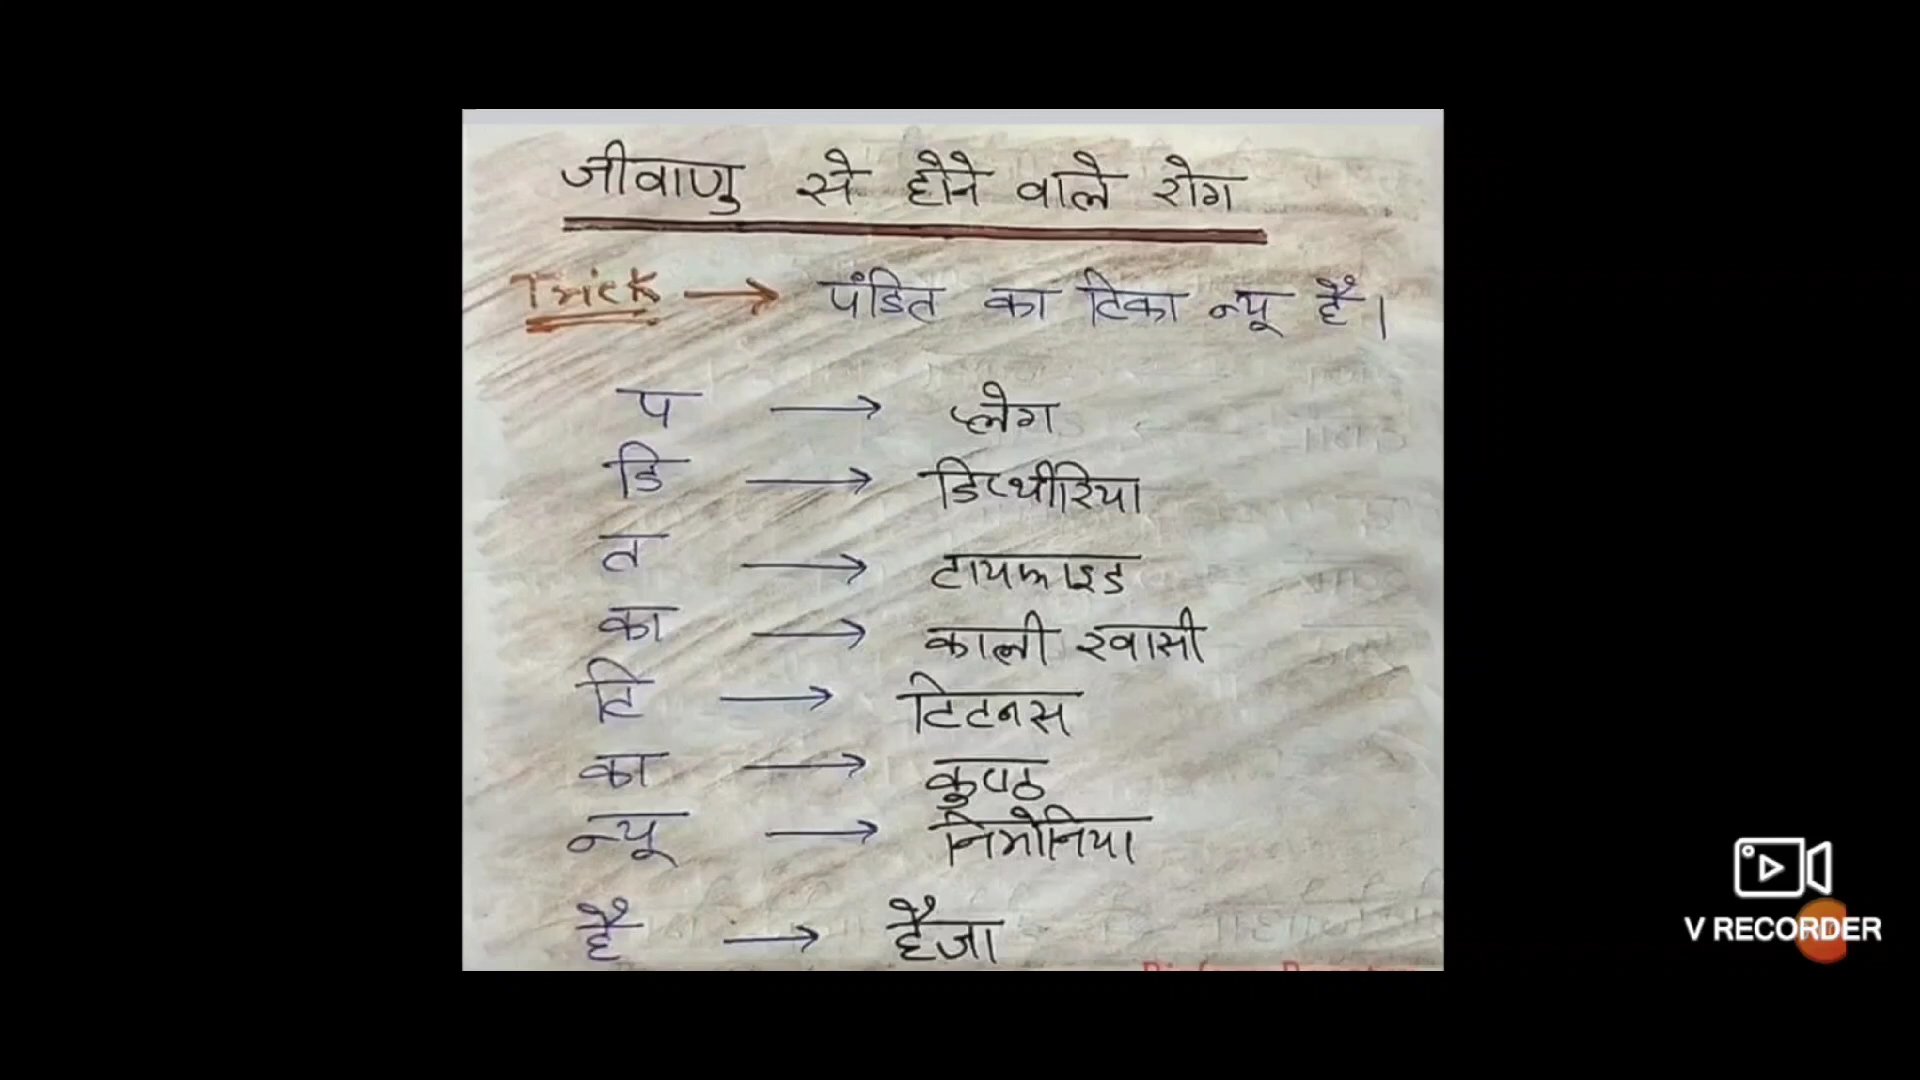 जीवाणु से होने वाले रोग
Trick → पंडित का टिका न्यू है।
प → प्लेग
डि → डिप्थीरिया
त → टायफाइड
का → काली खासी
टि → टिटनस
का → कुष्ठ
न्यू → निमोनिया
है → हैजा
V RECORDER